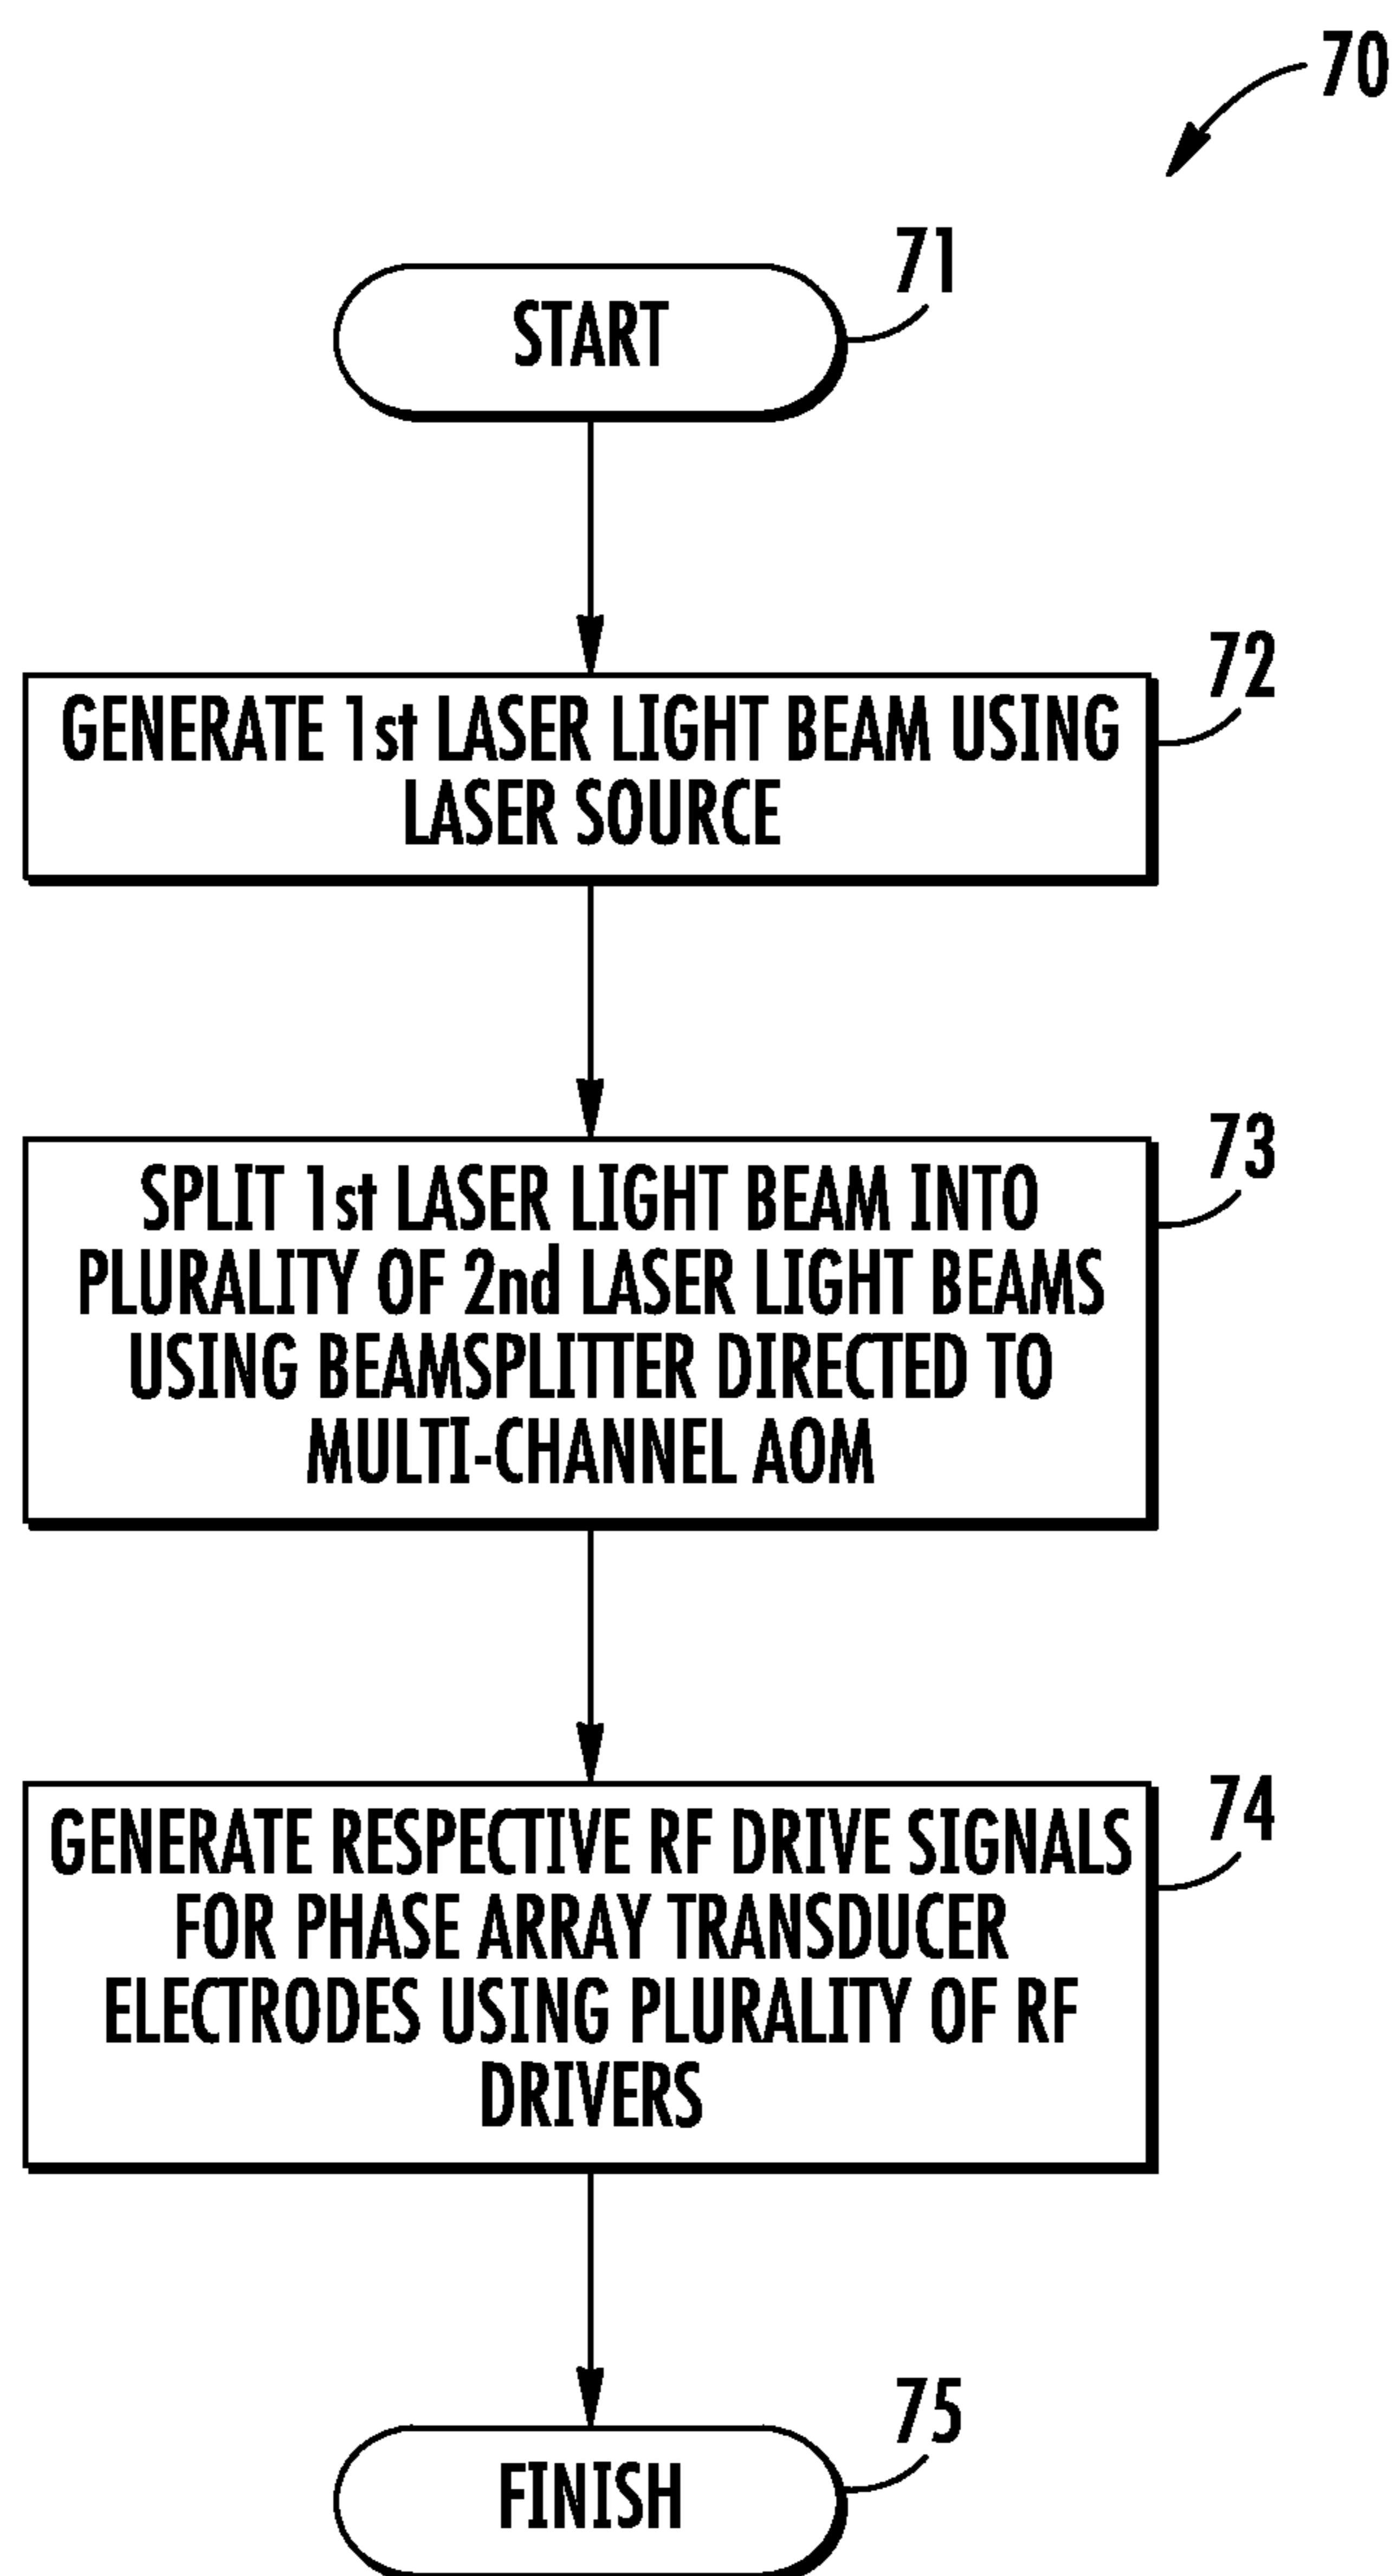 70
71
START
72
GENERATE 1st LASER LIGHT BEAM USING
LASER SOURCE
73
SPLIT 1st LASER LIGHT BEAM INTO
PLURALITY OF 2nd LASER LIGHT BEAMS
USING BEAMSPLITTER DIRECTED TO
MULTI-CHANNEL AOM
74
GENERATE RESPECTIVE RF DRIVE SIGNALS
FOR PHASE ARRAY TRANSDUCER
ELECTRODES USING PLURALITY OF RF
DRIVERS
75
FINISH